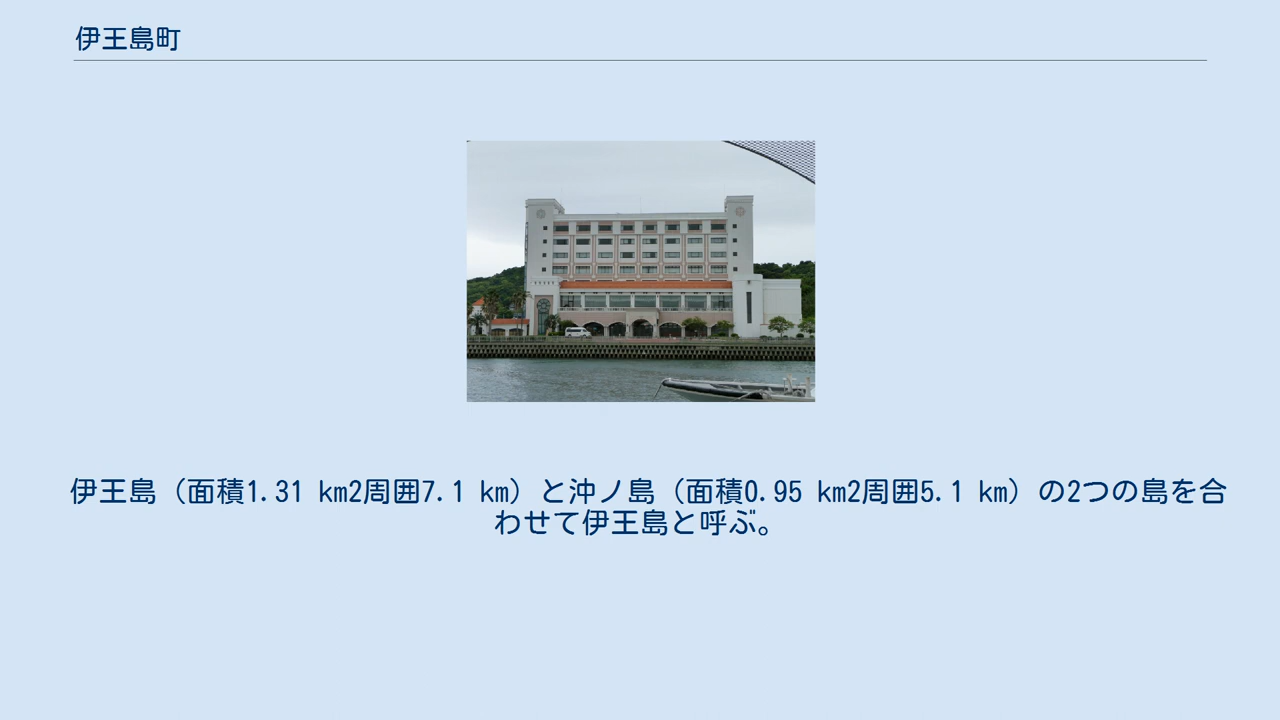 伊王島町
伊王島（面積1.31 km2周囲7.1 km）と沖ノ島（面積0.95 km2周囲5.1 km）の2つの島を合
わせて伊王島と呼ぶ。